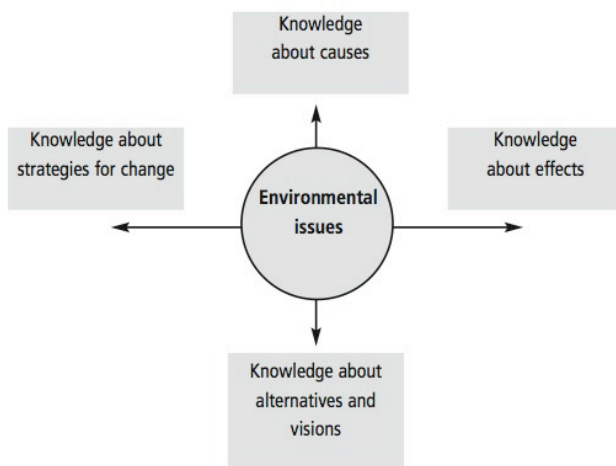 Knowledge
about causes
Knowledge about
strategies for change
Knowledge
about effects
Environmental
issues
Knowledge about
alternatives and
visions